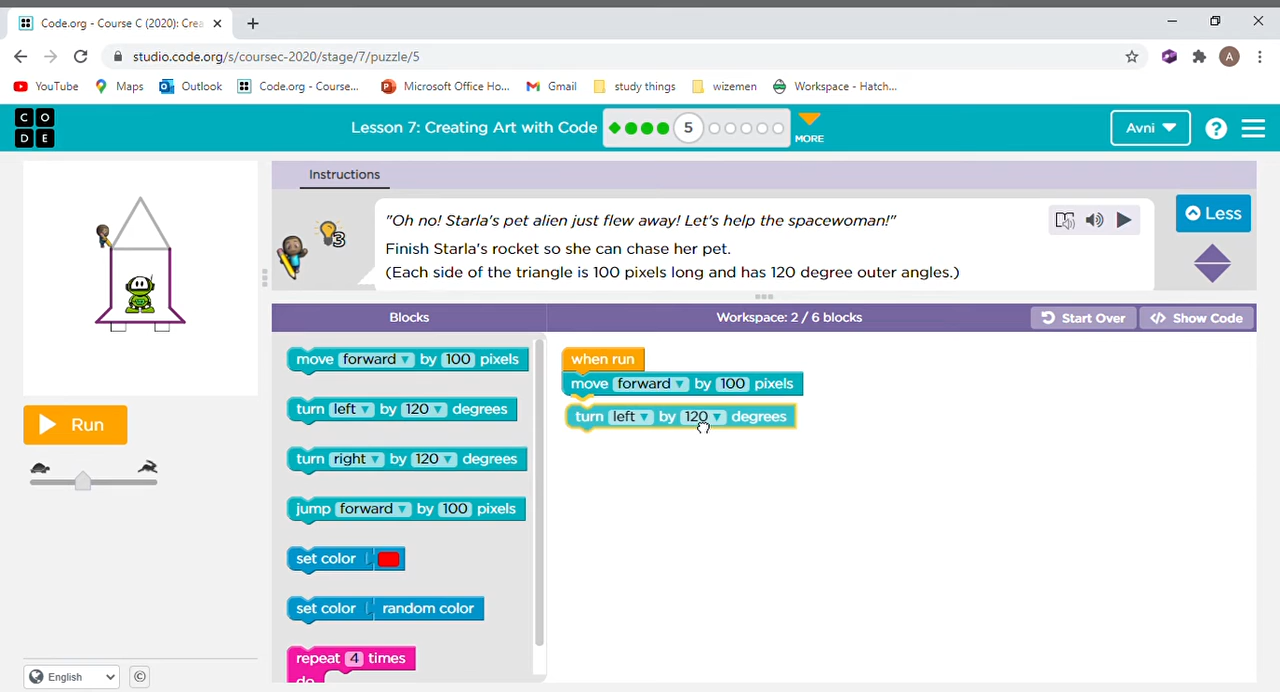 Code.org - Course C (2020): Crea
studio.code.org/s/coursec-2020/stage/7/puzzle/5
A
YouTube Maps Outlook Code.org - Course... Microsoft Office Ho... Gmail study things wizemen Workspace - Hatch...
C O
D E
Lesson 7: Creating Art with Code 5 MORE Avni ?
Instructions
"Oh no! Starla's pet alien just flew away! Let's help the spacewoman!"
3
Finish Starla's rocket so she can chase her pet.
(Each side of the triangle is 100 pixels long and has 120 degree outer angles.)
Less
Blocks
Workspace: 2 / 6 blocks
Start Over
Show Code
move forward by 100 pixels
turn left by 120 degrees
turn right by 120 degrees
jump forward by 100 pixels
set color
set color random color
repeat 4 times
do
when run
move forward by 100 pixels
turn left by 120 degrees
Run
English
©